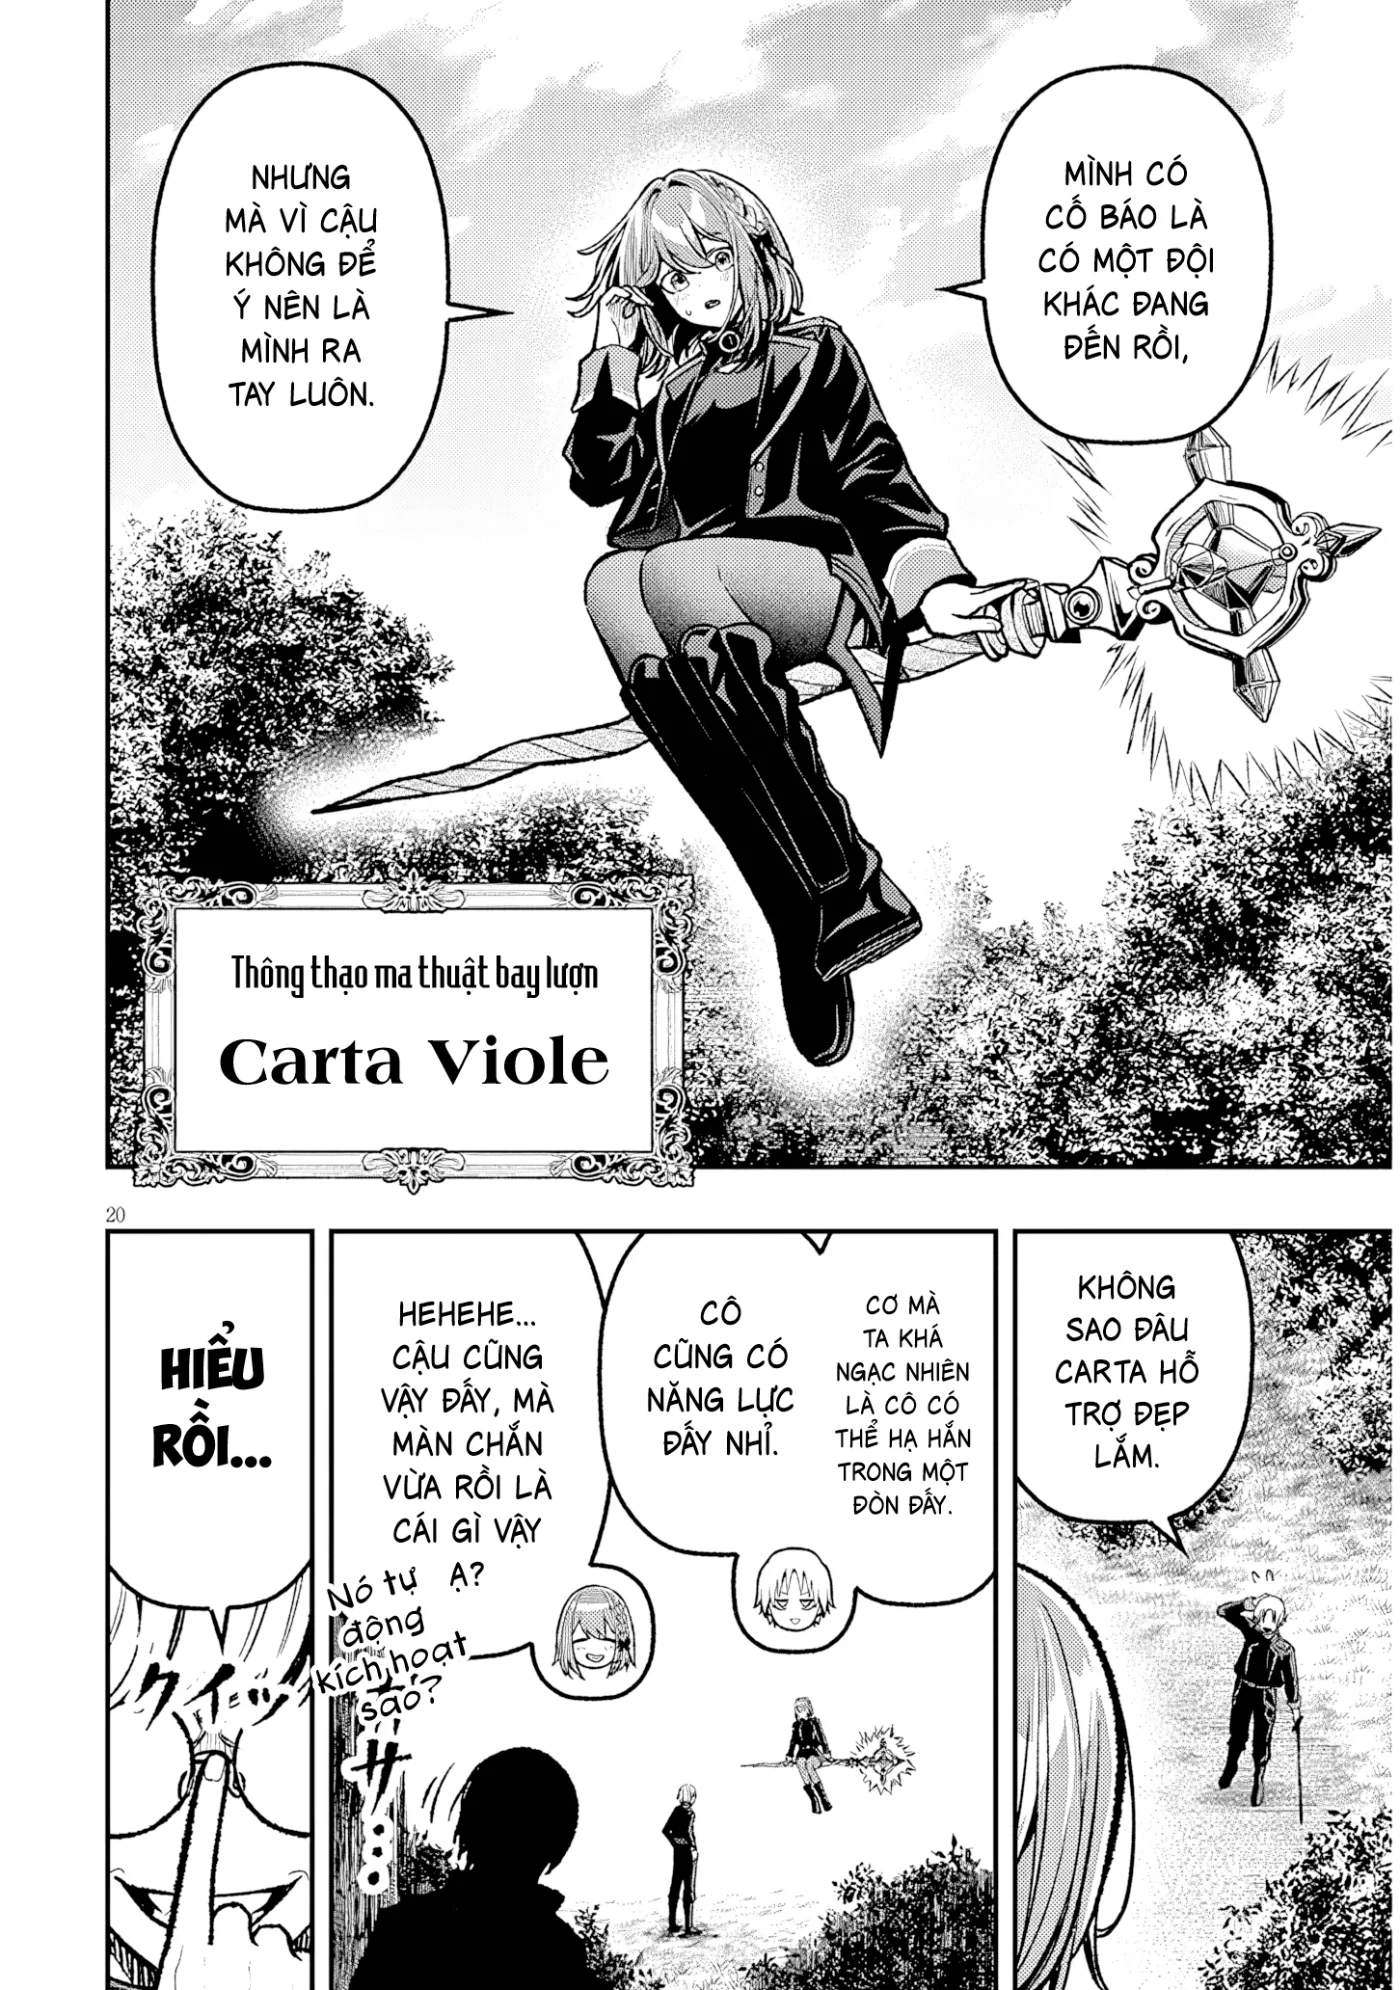 MÌNH CÓ
CỐ BÁO LÀ
CÓ MỘT ĐỘI
KHÁC ĐANG
ĐẾN RỒI,
NHƯNG
MÀ VÌ CẬU
KHÔNG ĐỂ
Ý NÊN LÀ
MÌNH RA
TAY LUÔN.
Thông thạo ma thuật bay lượn
Carta Viole
20
KHÔNG
SAO ĐÂU
CARTA HỖ
TRỢ ĐẸP
LẮM.
CƠ MÀ
TA KHÁ
NGẠC NHIÊN
LÀ CÔ CÓ
THỂ HẠ HẮN
TRONG MỘT
ĐÒN ĐẤY.
CÔ
CŨNG CÓ
NĂNG LỰC
ĐẤY NHỈ.
HEHEHE...
CẬU CŨNG
VẬY ĐẤY, MÀ
MÀN CHẮN
VỪA RỒI LÀ
CÁI GÌ VẬY
Ạ?
Nó tự
động
kích hoạt
sao?
サ...
HIỂU
RỒI...
クイッ